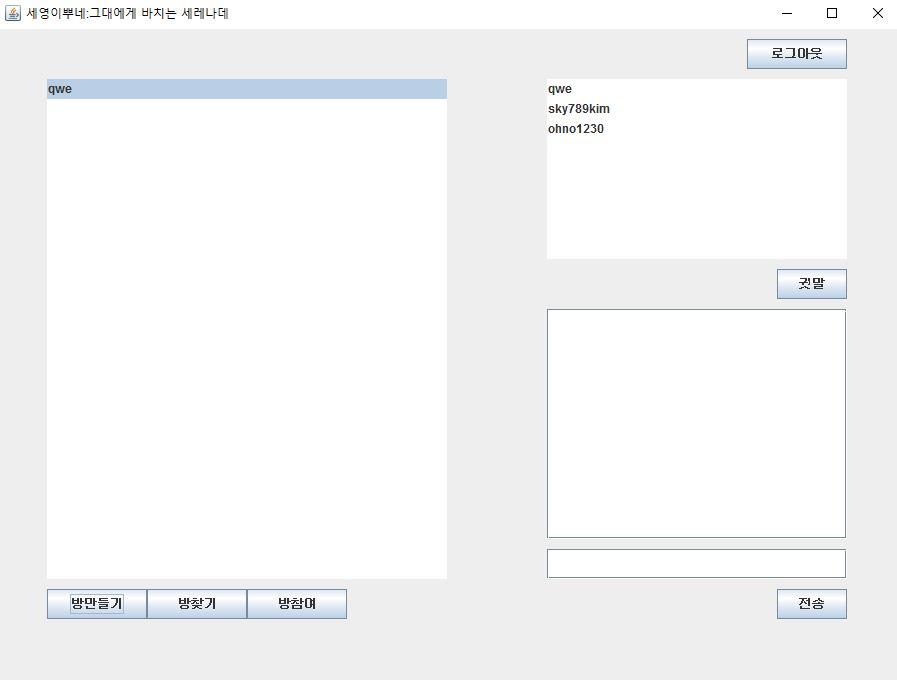 세영이뿌네:그대에게 바치는 세레나데
로그아웃
qwe
qwe
sky789kim
ohno1230
귓말
방만들기 방찾기 방참여
전송